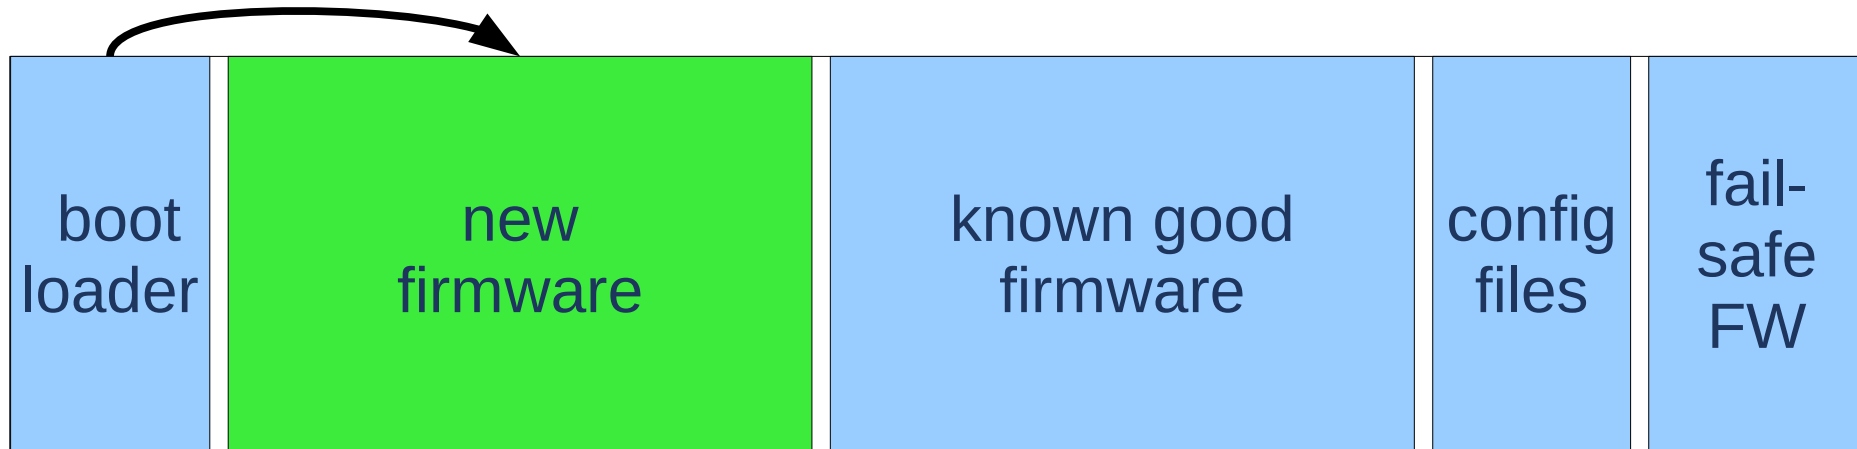 boot
loader
new
firmware
known good
firmware
config
files
fail-
safe
FW